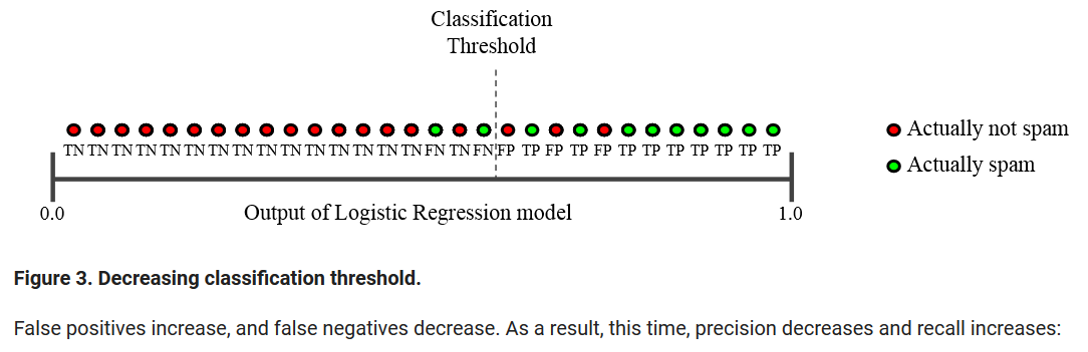 Classification
Threshold
Actually not spam
Actually spam
TN TN TN TN TN TN TN TN TN TN TN TN TN TN TN FN TN FN FP TP FP TP FP TP TP TP TP TP TP TP
0.0
Output of Logistic Regression model
1.0
Figure 3. Decreasing classification threshold.
False positives increase, and false negatives decrease. As a result, this time, precision decreases and recall increases: